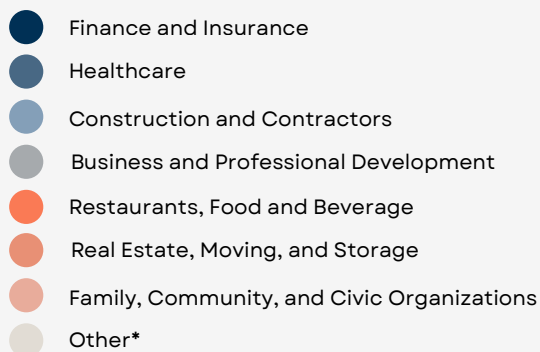 Finance and Insurance
Healthcare
Construction and Contractors
Business and Professional Development
Restaurants, Food and Beverage
Real Estate, Moving, and Storage
Family, Community, and Civic Organizations
Other*